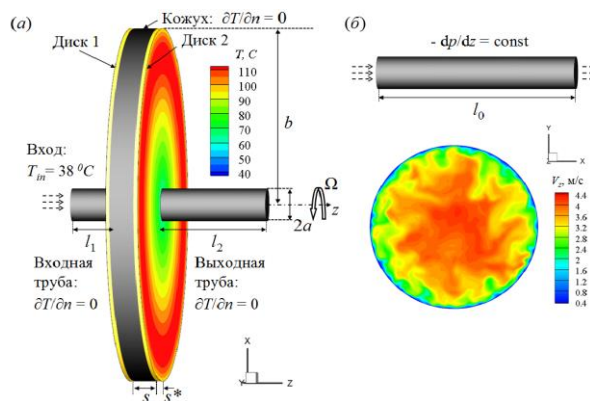 (а)
Кожух: ∂T/∂n = 0
Диск 1
Диск 2
T, C
110
100
90
80
70
60
50
40
b
Вход:
T_in = 38 ⁰C
Ω
z
2a
l₁
l₂
Входная
труба:
∂T/∂n = 0
Выходная
труба:
∂T/∂n = 0
s
s*
X
Y
Z
(б)
- dp/dz = const
l₀
Y
X
V_z, м/с
4.4
4
3.6
3.2
2.8
2.4
2
1.6
1.2
0.8
0.4